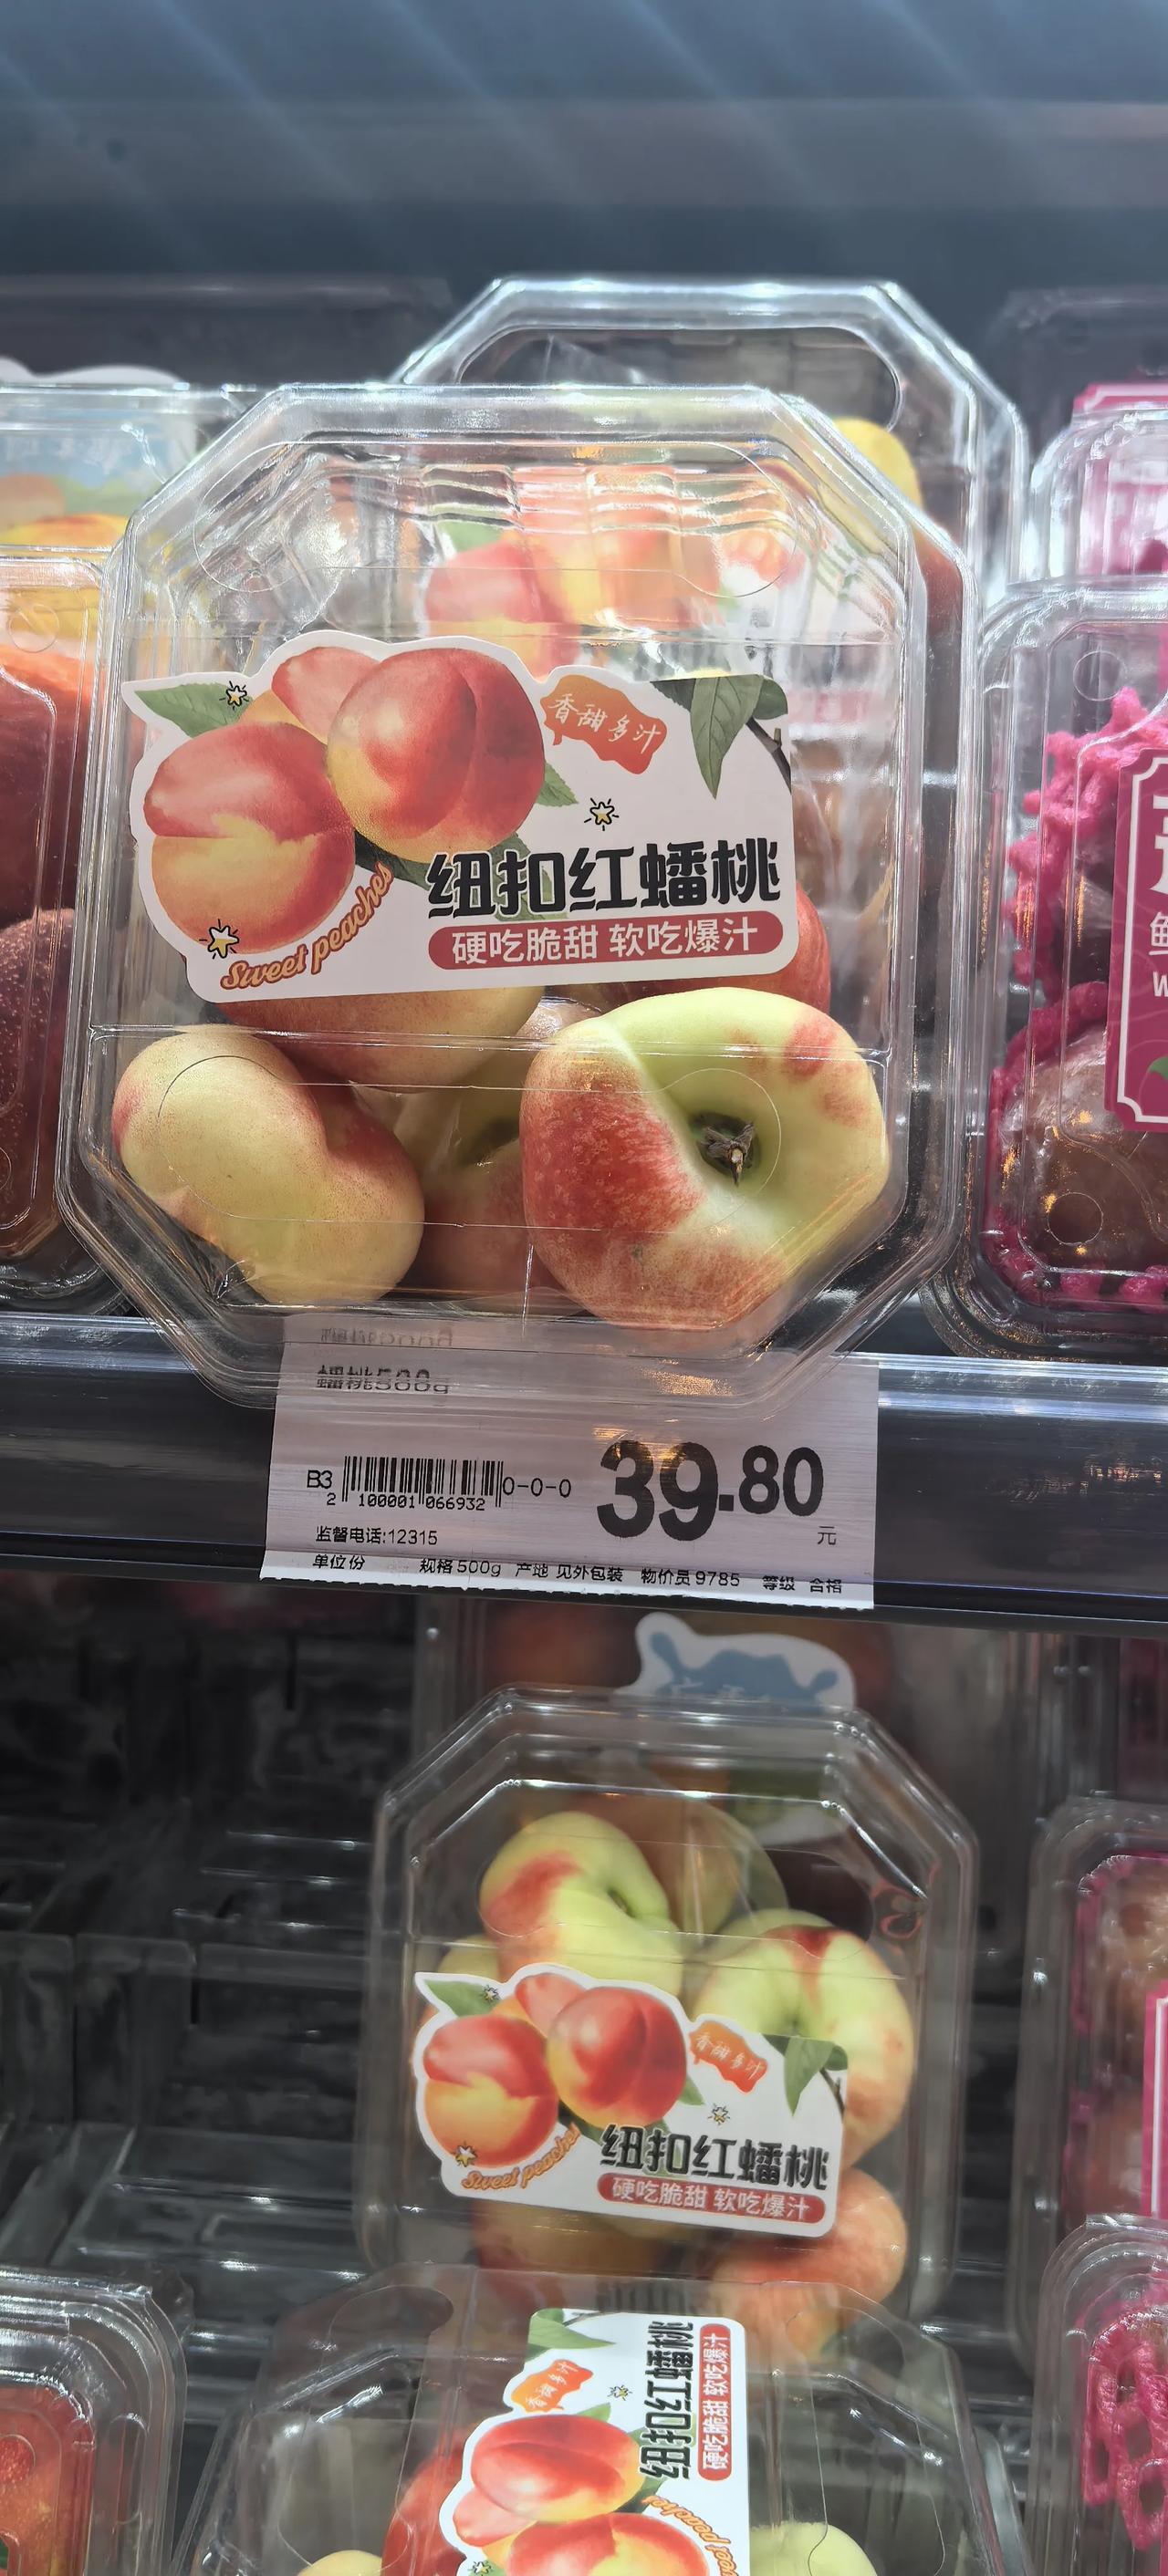 香甜多汁
纽扣红蟠桃
硬吃脆甜 软吃爆汁
Sweet peaches
蟠桃500g
B3
2 100001 066932
0-0-0
39.80
元
监督电话:12315
单位 份 规格 500g 产地 见外包装 物价员 9785 等级 合格
香甜多汁
纽扣红蟠桃
硬吃脆甜 软吃爆汁
Sweet peaches
香甜多汁
纽扣红蟠桃
硬吃脆甜 软吃爆汁